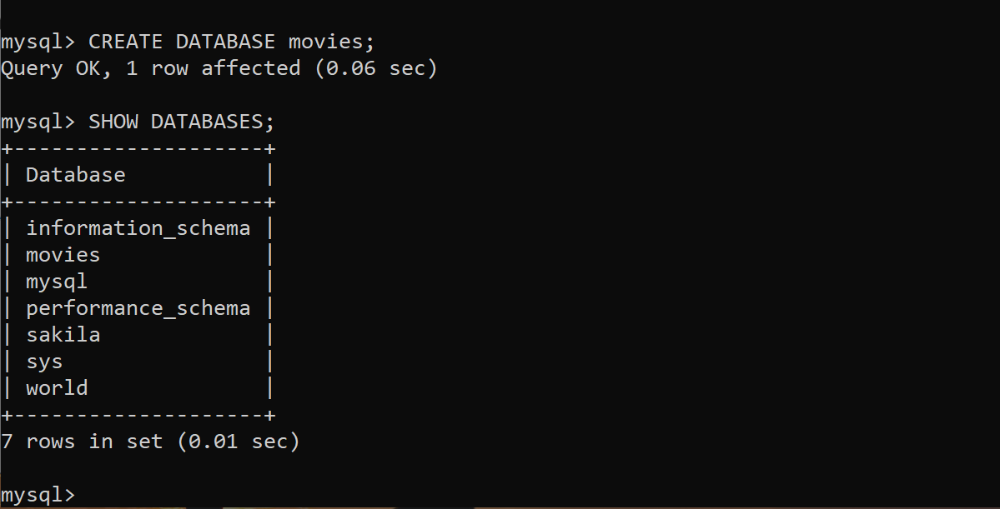 mysql> CREATE DATABASE movies;
Query OK, 1 row affected (0.06 sec)
mysql> SHOW DATABASES;
+--------------------+
| Database           |
+--------------------+
| information_schema |
| movies             |
| mysql              |
| performance_schema |
| sakila             |
| sys                |
| world              |
+--------------------+
7 rows in set (0.01 sec)
mysql>